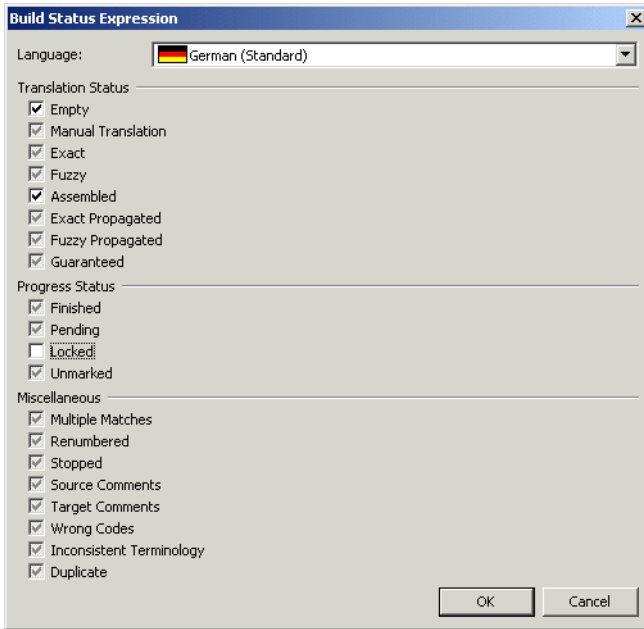 Build Status Expression
Language: German (Standard)
Translation Status
Empty
Manual Translation
Exact
Fuzzy
Assembled
Exact Propagated
Fuzzy Propagated
Guaranteed
Progress Status
Finished
Pending
Locked
Unmarked
Miscellaneous
Multiple Matches
Renumbered
Stopped
Source Comments
Target Comments
Wrong Codes
Inconsistent Terminology
Duplicate
OK Cancel